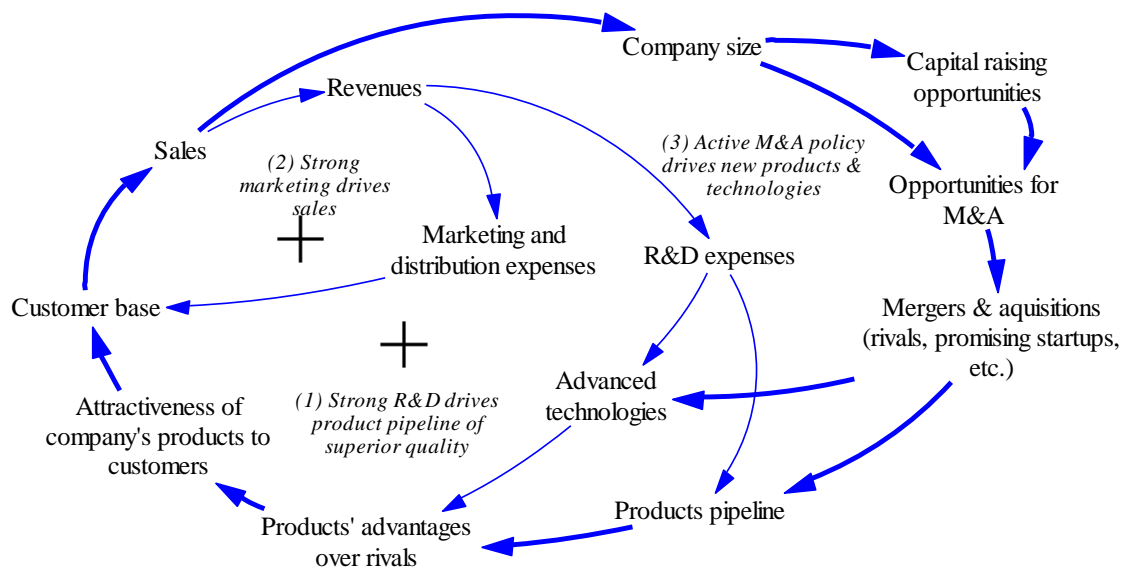 Company size
Capital raising
opportunities
Revenues
Sales
(2) Strong
marketing drives
sales
(3) Active M&A policy
drives new products &
technologies
Opportunities for
M&A
Marketing and
distribution expenses
R&D expenses
Customer base
Mergers & aquisitions
(rivals, promising startups,
etc.)
Advanced
technologies
(1) Strong R&D drives
product pipeline of
superior quality
Attractiveness of
company's products to
customers
Products pipeline
Products' advantages
over rivals